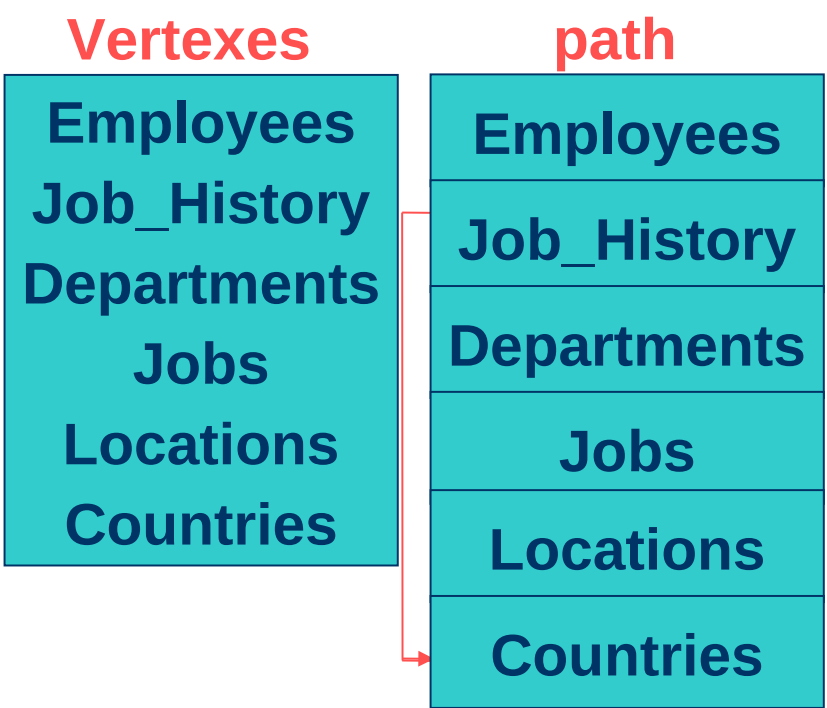 Vertexes
Employees
Job_History
Departments
Jobs
Locations
Countries
path
Employees
Job_History
Departments
Jobs
Locations
Countries